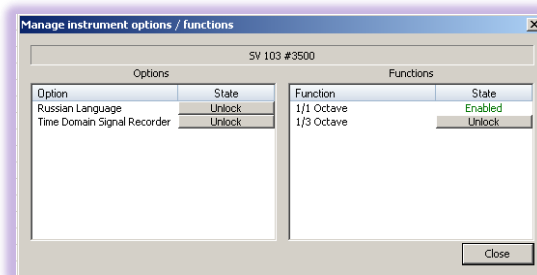 Manage instrument options / functions
SV 103 #3500
Options
Functions
Option State
Function State
Russian Language Unlock
1/1 Octave Enabled
Time Domain Signal Recorder Unlock
1/3 Octave Unlock
Close